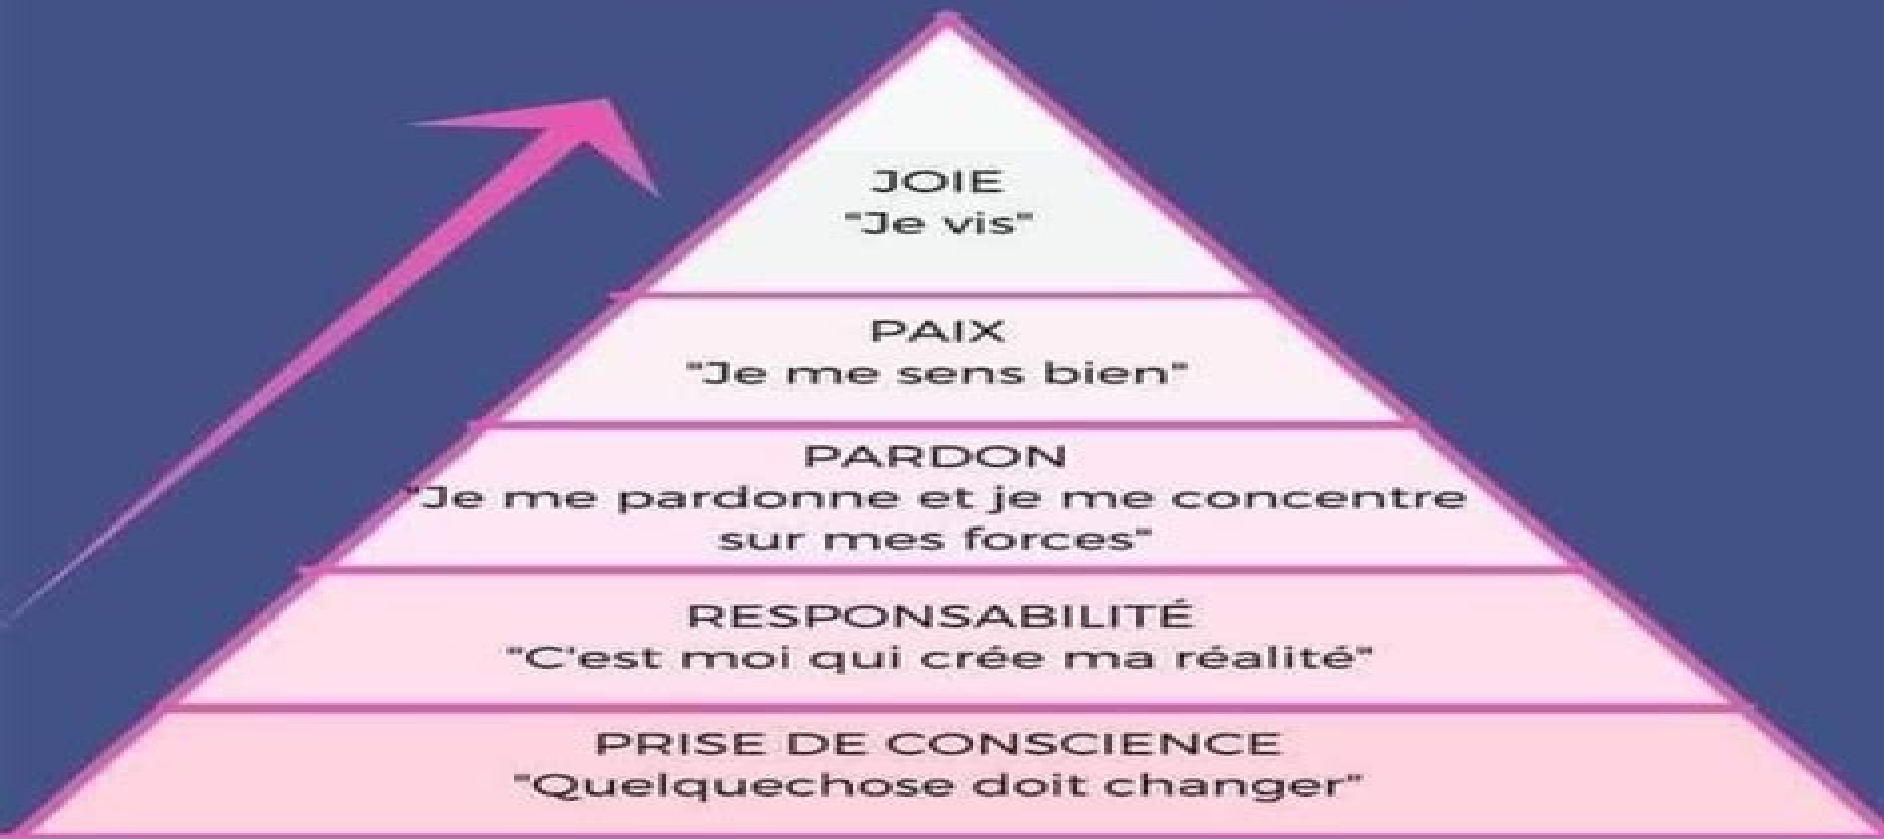 JOIE
"Je vis"
PAIX
"Je me sens bien"
PARDON
"Je me pardonne et je me concentre
sur mes forces"
RESPONSABILITÉ
"C'est moi qui crée ma réalité"
PRISE DE CONSCIENCE
"Quelquechose doit changer"